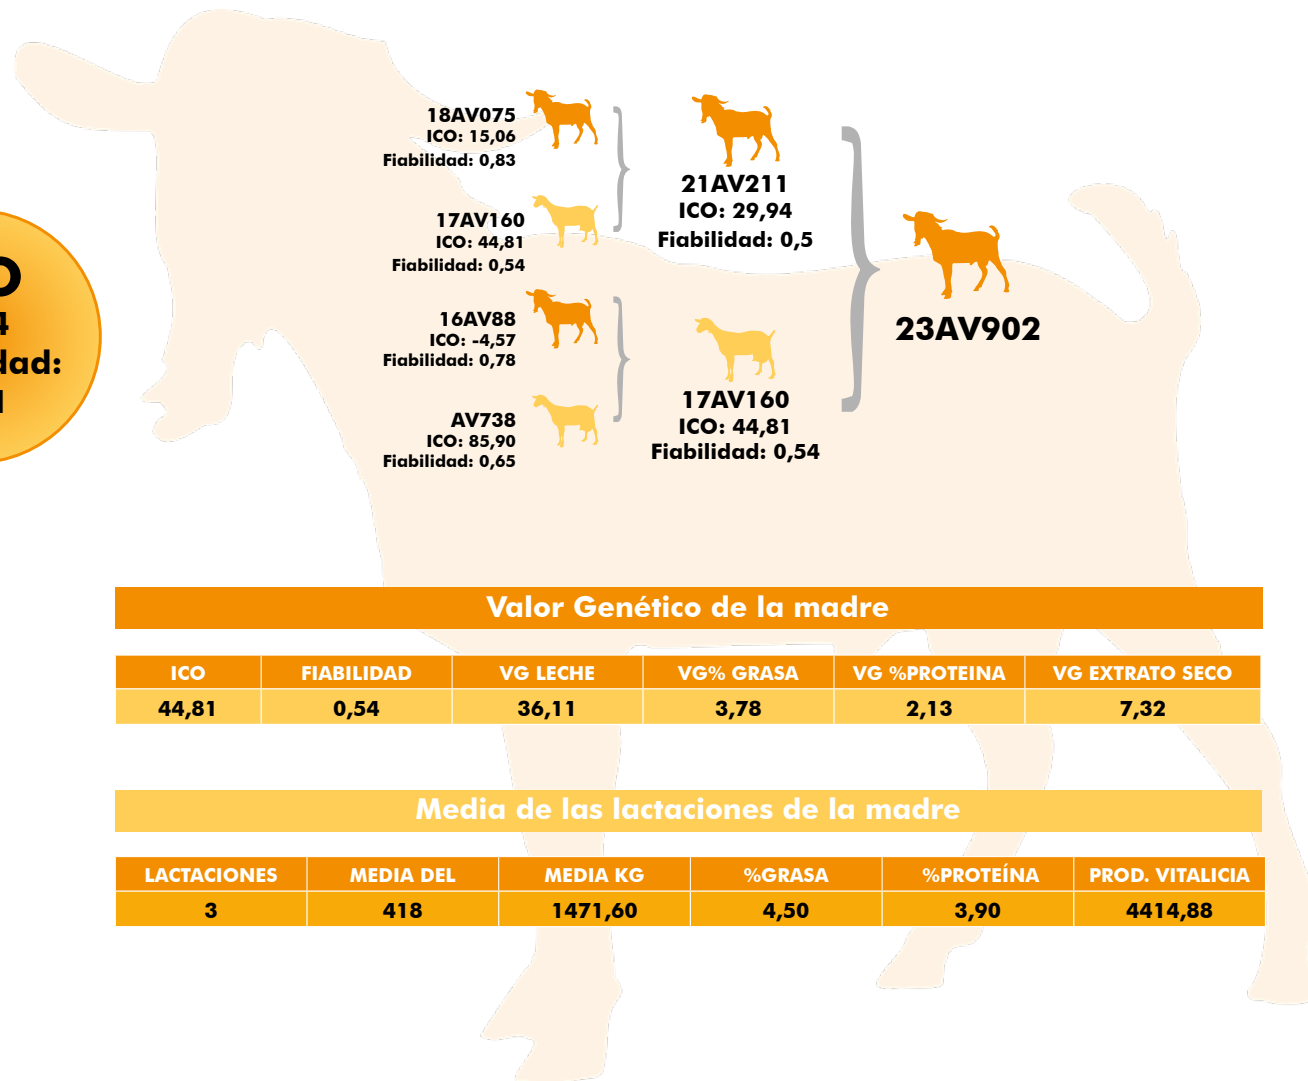 18AV075
ICO: 15,06
Fiabilidad: 0,83
17AV160
ICO: 44,81
Fiabilidad: 0,54
16AV88
ICO: -4,57
Fiabilidad: 0,78
AV738
ICO: 85,90
Fiabilidad: 0,65
21AV211
ICO: 29,94
Fiabilidad: 0,5
17AV160
ICO: 44,81
Fiabilidad: 0,54
23AV902
Valor Genético de la madre
ICO FIABILIDAD VG LECHE VG% GRASA VG %PROTEINA VG EXTRATO SECO
44,81 0,54 36,11 3,78 2,13 7,32
Media de las lactaciones de la madre
LACTACIONES MEDIA DEL MEDIA KG %GRASA %PROTEÍNA PROD. VITALICIA
3 418 1471,60 4,50 3,90 4414,88